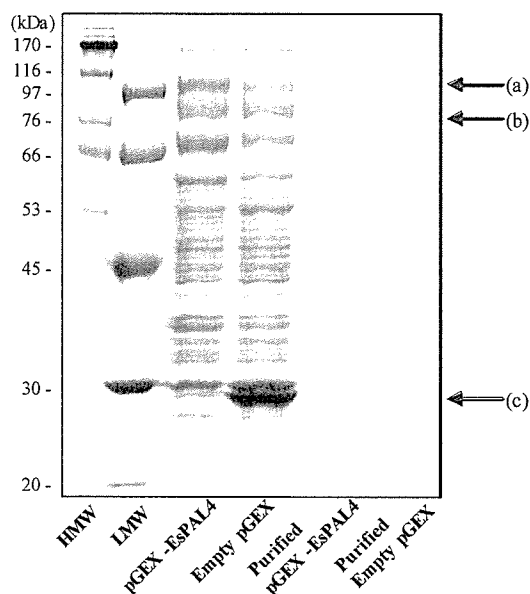 (kDa)
170 -
116 -
97 -
76 -
66 -
53 -
45 -
30 -
20 -
(a)
(b)
(c)
HMW
LMW
pGEX -EsPAL4
Empty pGEX
Purified
pGEX -EsPAL4
Purified
Empty pGEX